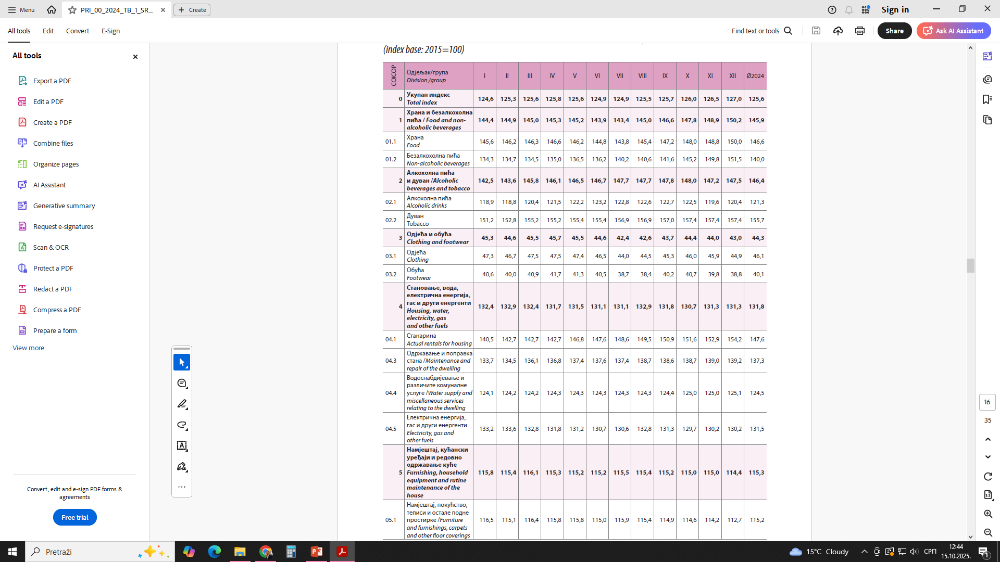 Menu
PRI_00_2024_TB_1_SR...
Create
Sign in
All tools
Edit
Convert
E-Sign
Find text or tools
Share
Ask AI Assistant
All tools
Export a PDF
Edit a PDF
Create a PDF
Combine files
Organize pages
AI Assistant
Generative summary
Request e-signatures
Scan & OCR
Protect a PDF
Redact a PDF
Compress a PDF
Prepare a form
View more
Convert, edit and e-sign PDF forms &
agreements
Free trial
(index base: 2015=100)
COICOP Одјељак/група Division /group I II III IV V VI VII VIII IX X XI XII Ø2024
0 Укупан индекс Total index 124,6 125,3 125,6 125,8 125,6 124,9 124,9 125,5 125,7 126,0 126,5 127,0 125,6
1 Храна и безалкохолна пића / Food and non-alcoholic beverages 144,4 144,9 145,0 145,3 145,2 143,9 143,4 145,0 146,6 147,8 148,9 150,2 145,9
01.1 Храна Food 145,6 146,2 146,3 146,6 146,2 144,8 143,8 145,4 147,2 148,0 148,8 150,0 146,6
01.2 Безалкохолна пића Non-alcoholic beverages 134,3 134,7 134,5 135,0 136,5 136,2 140,2 140,6 141,6 145,2 149,8 151,5 140,0
2 Алкохолна пића и дуван /Alcoholic beverages and tobacco 142,5 143,6 145,8 146,1 146,5 146,7 147,7 147,7 147,8 148,0 147,2 147,5 146,4
02.1 Алкохолна пића Alcoholic drinks 118,9 118,8 120,4 121,5 122,2 123,2 122,8 122,6 122,7 122,5 119,6 120,4 121,3
02.2 Дуван Tobacco 151,2 152,8 155,2 155,2 155,4 155,4 156,9 156,9 157,0 157,4 157,4 157,4 155,7
3 Одјећа и обућа Clothing and footwear 45,3 44,6 45,5 45,7 45,5 44,6 42,4 42,6 43,7 44,4 44,0 43,0 44,3
03.1 Одјећа Clothing 47,3 46,7 47,5 47,5 47,4 46,5 44,0 44,5 45,3 46,0 45,9 44,9 46,1
03.2 Обућа Footwear 40,6 40,0 40,9 41,7 41,3 40,5 38,7 38,4 40,2 40,7 39,8 38,8 40,1
4 Становање, вода, електрична енергија, гас и други енергенти Housing, water, electricity, gas and other fuels 132,4 132,9 132,4 131,7 131,5 131,1 131,1 132,9 131,8 130,7 131,3 131,3 131,8
04.1 Станарина Actual rentals for housing 140,5 142,7 142,7 142,7 146,8 147,6 148,6 149,5 150,9 151,6 152,9 154,2 147,6
04.3 Одржавање и поправка стана /Maintenance and repair of the dwelling 133,7 134,5 136,1 136,8 137,4 137,6 137,4 138,7 138,6 138,7 139,0 139,2 137,3
04.4 Водоснабдијевање и различите комуналне услуге /Water supply and miscellaneous services relating to the dwelling 124,1 124,2 124,2 124,3 124,3 124,3 124,3 124,3 124,4 125,0 125,0 125,1 124,5
04.5 Електрична енергија, гас и други енергенти Electricity, gas and other fuels 133,2 133,6 132,8 131,8 131,2 130,7 130,6 132,8 131,3 129,7 130,2 130,2 131,5
5 Намјештај, кућански уређаји и редовно одржавање куће Furnishing, household equipment and rutine maintenance of the house 115,8 115,4 116,1 115,3 115,2 115,2 115,5 115,4 115,2 115,0 115,0 114,4 115,3
05.1 Намјештај, покућство, теписи и остале подне простирке /Furniture and furnishings, carpets and other floor coverings 116,5 115,1 116,4 115,8 115,8 115,0 115,9 115,4 114,9 114,6 114,2 112,7 115,2
16
35
Pretraži
15°C Cloudy
СРП
12:44
15.10.2025.
1